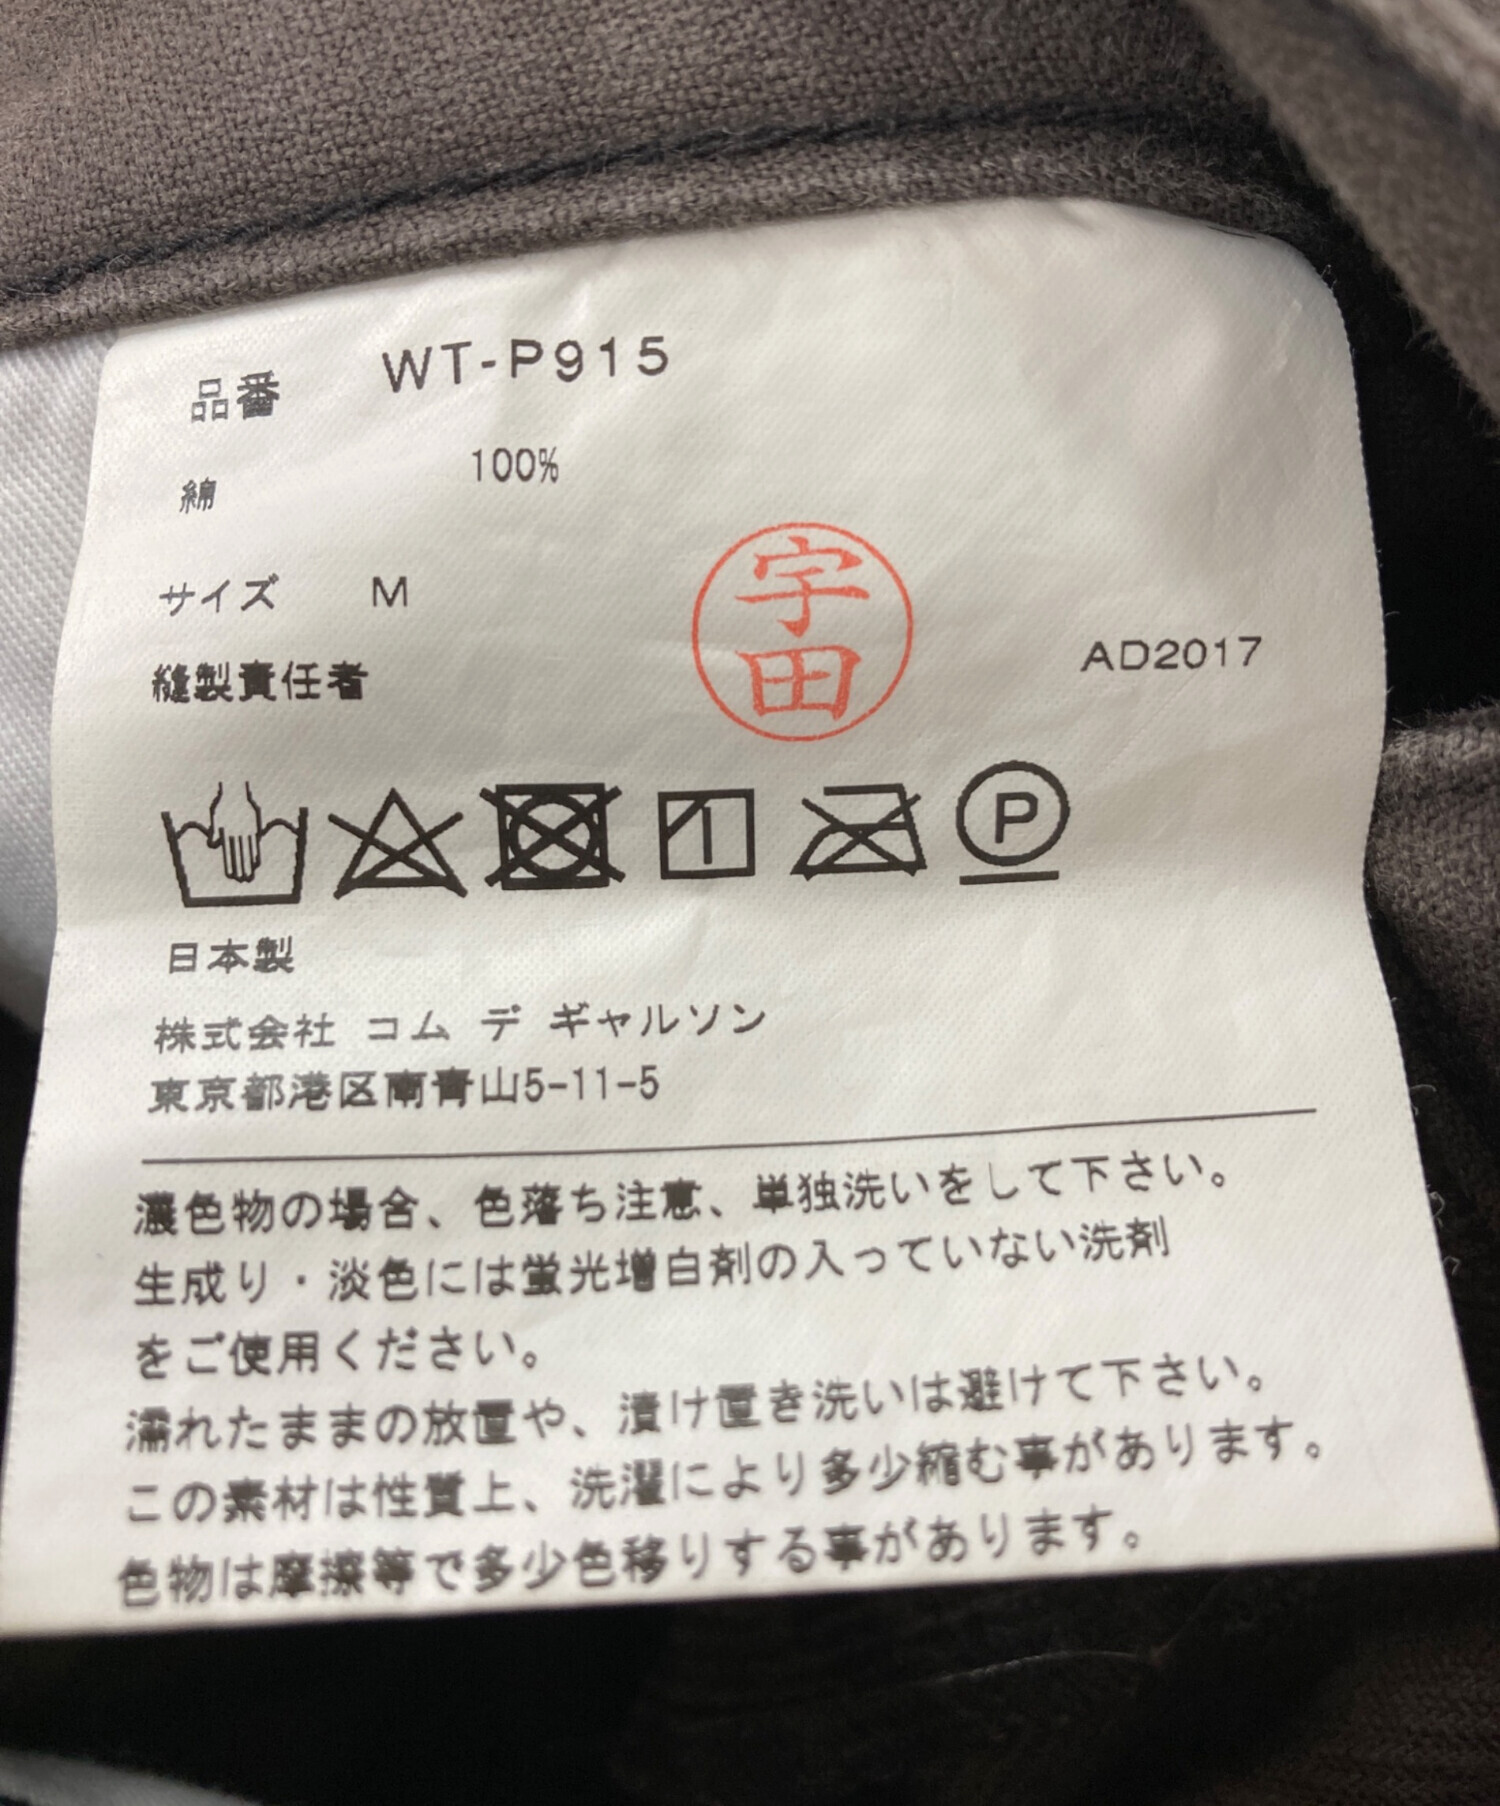 品番 WT-P915
綿 100%
サイズ M
宇田
縫製責任者
AD2017
P
日本製
株式会社 コム デ ギャルソン
東京都港区南青山5-11-5
濃色物の場合、色落ち注意、単独洗いをして下さい。
生成り・淡色には蛍光増白剤の入っていない洗剤
をご使用ください。
濡れたままの放置や、漬け置き洗いは避けて下さい。
この素材は性質上、洗濯により多少縮む事があります。
色物は摩擦等で多少色移りする事があります。